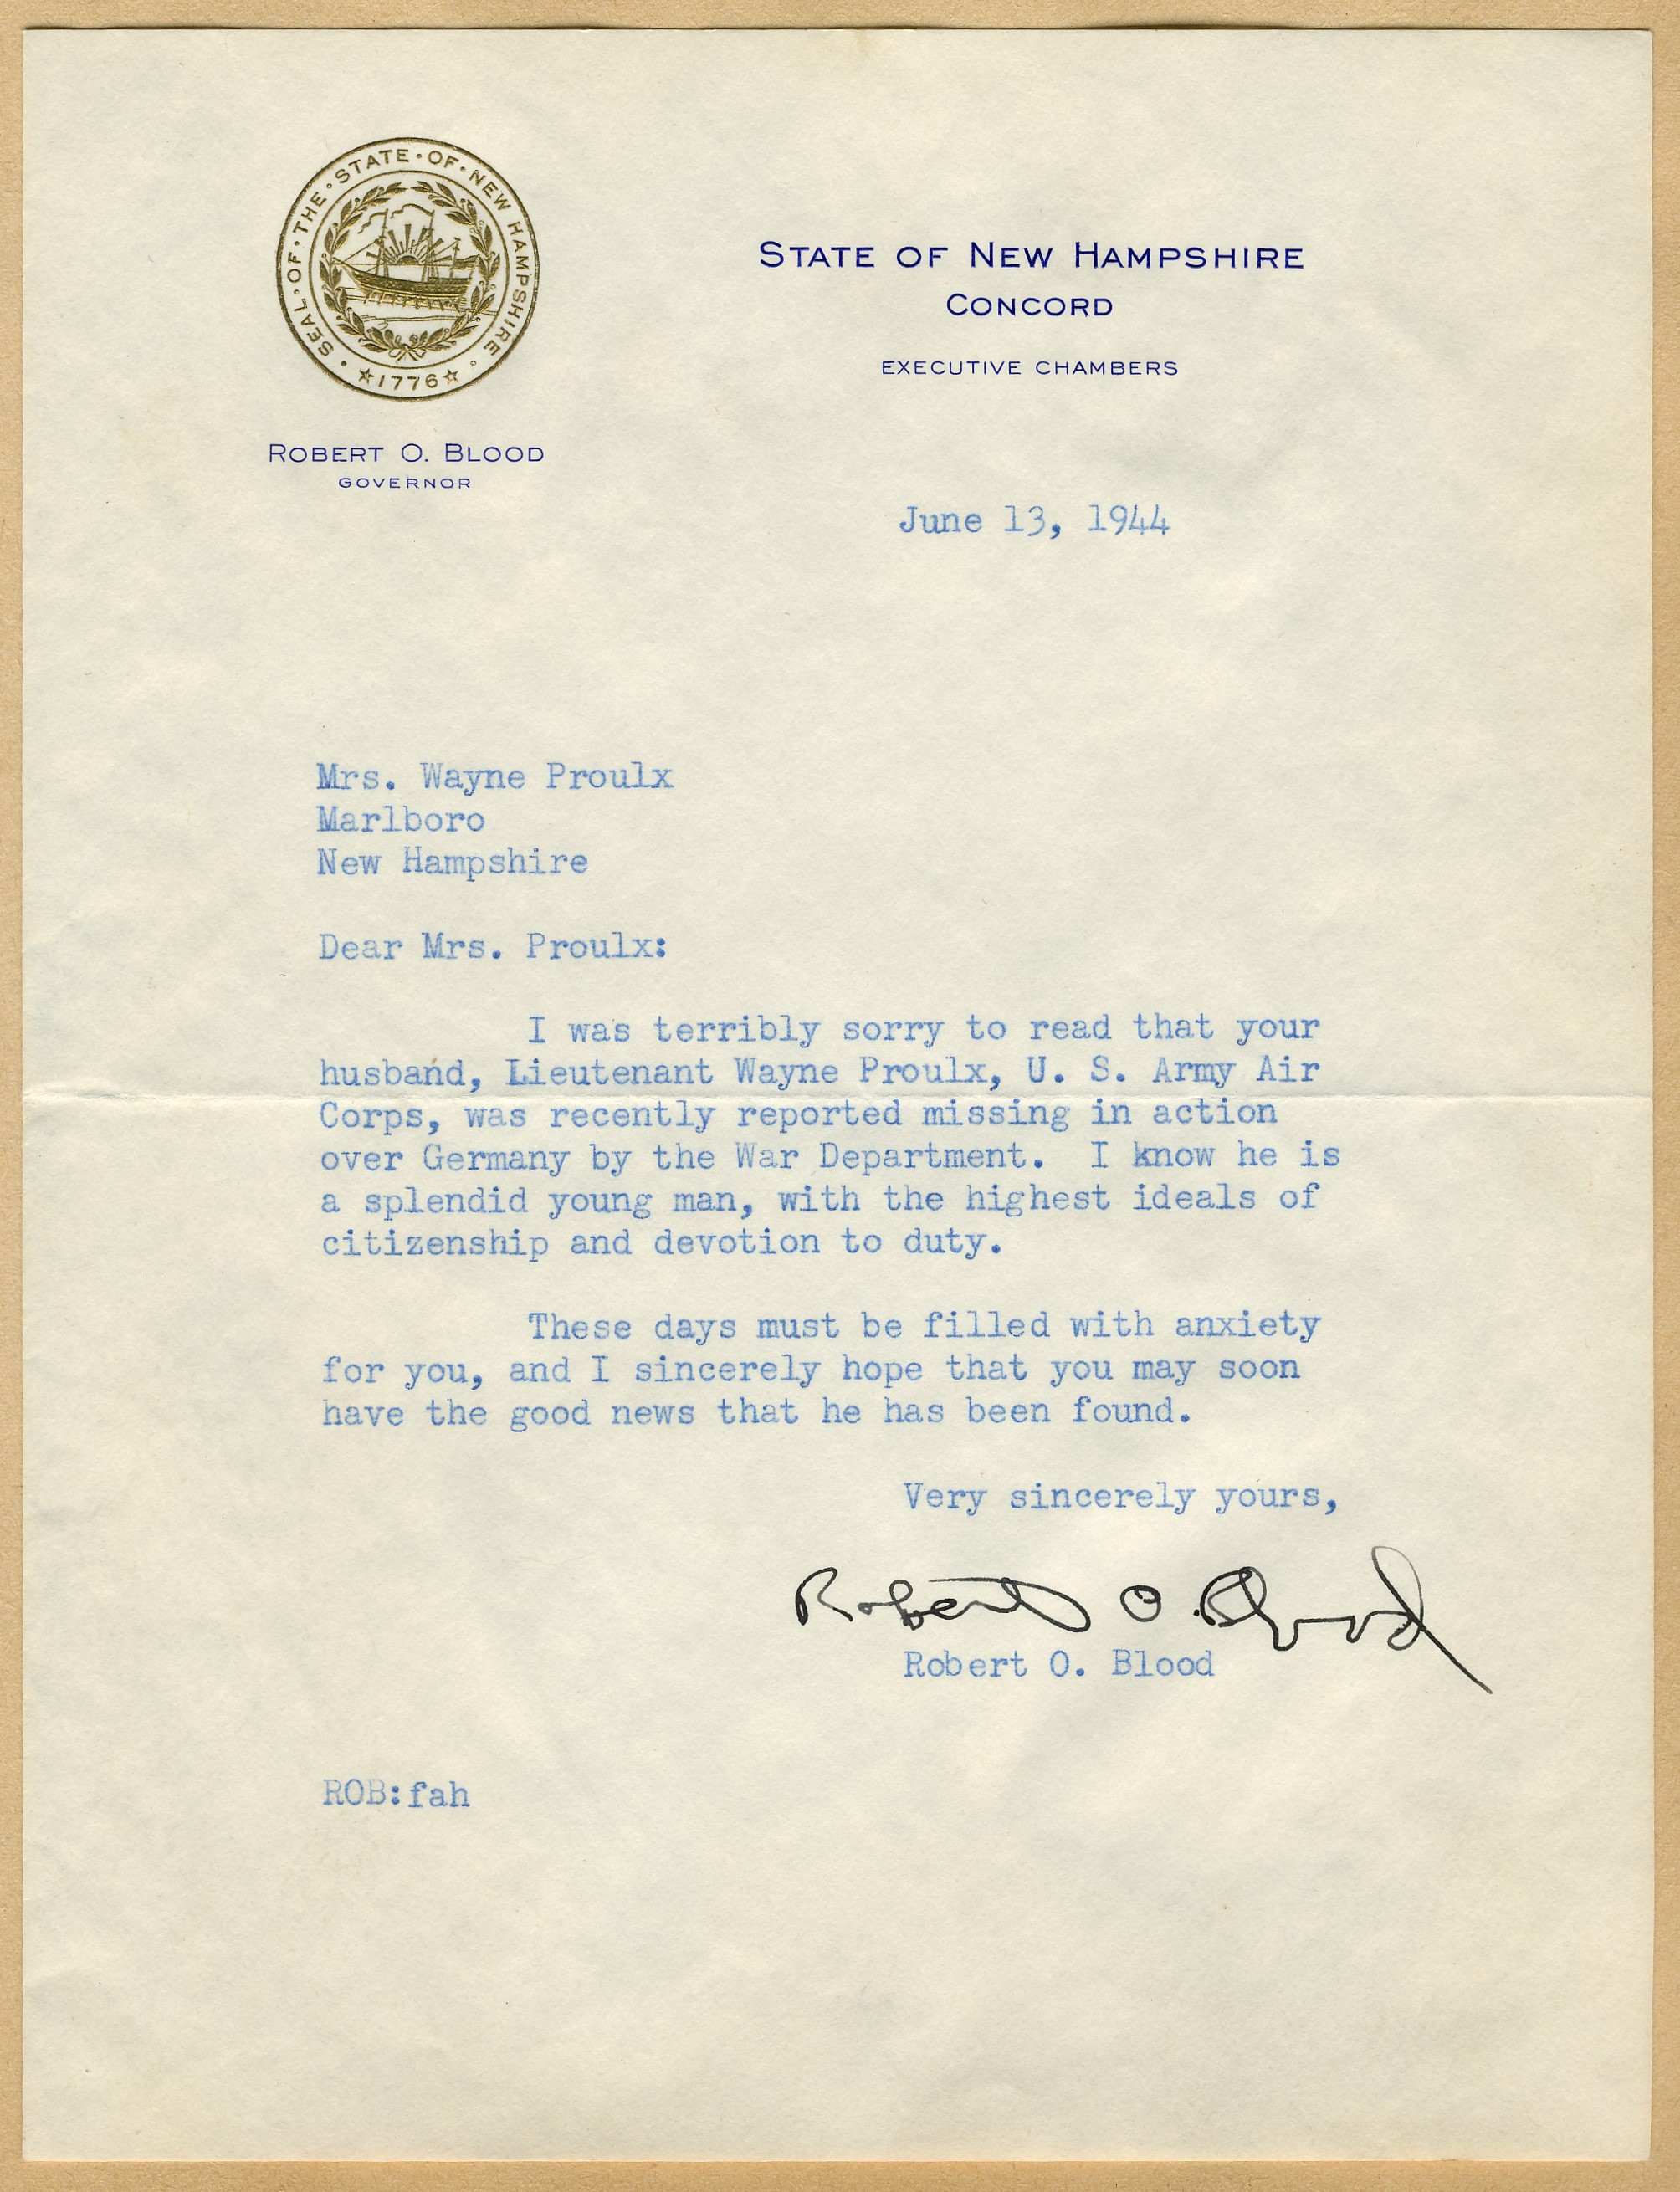 SEAL·OF·THE·STATE·OF·NEW HAMPSHIRE
★1776★
ROBERT O. BLOOD
GOVERNOR
STATE OF NEW HAMPSHIRE
CONCORD
EXECUTIVE CHAMBERS
June 13, 1944
Mrs. Wayne Proulx
Marlboro
New Hampshire
Dear Mrs. Proulx:
I was terribly sorry to read that your
husband, Lieutenant Wayne Proulx, U. S. Army Air
Corps, was recently reported missing in action
over Germany by the War Department. I know he is
a splendid young man, with the highest ideals of
citizenship and devotion to duty.
These days must be filled with anxiety
for you, and I sincerely hope that you may soon
have the good news that he has been found.
Very sincerely yours,
Robert O. Blood
Robert O. Blood
ROB:fah